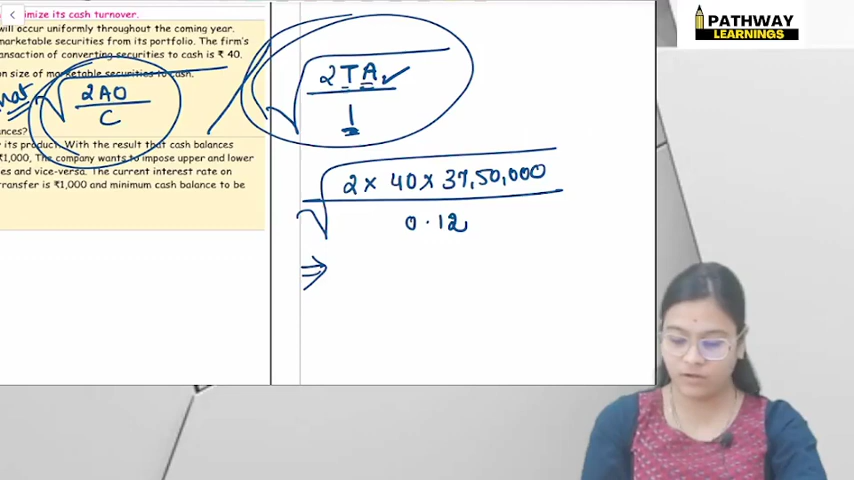 imize its cash turnover.
PATHWAY
LEARNINGS
will occur uniformly throughout the coming year.
marketable securities from its portfolio. The firm's
ansaction of converting securities to cash is ₹ 40,
on size of marketable securities to cash.
√2AO
C
√2TA ✓
I
ances?
its product. With the result that cash balances
₹1,000, The company wants to impose upper and lower
es and vice-versa. The current interest rate on
transfer is ₹1,000 and minimum cash balance to be
√2 × 40 × 37,50,000
0.12
⇒